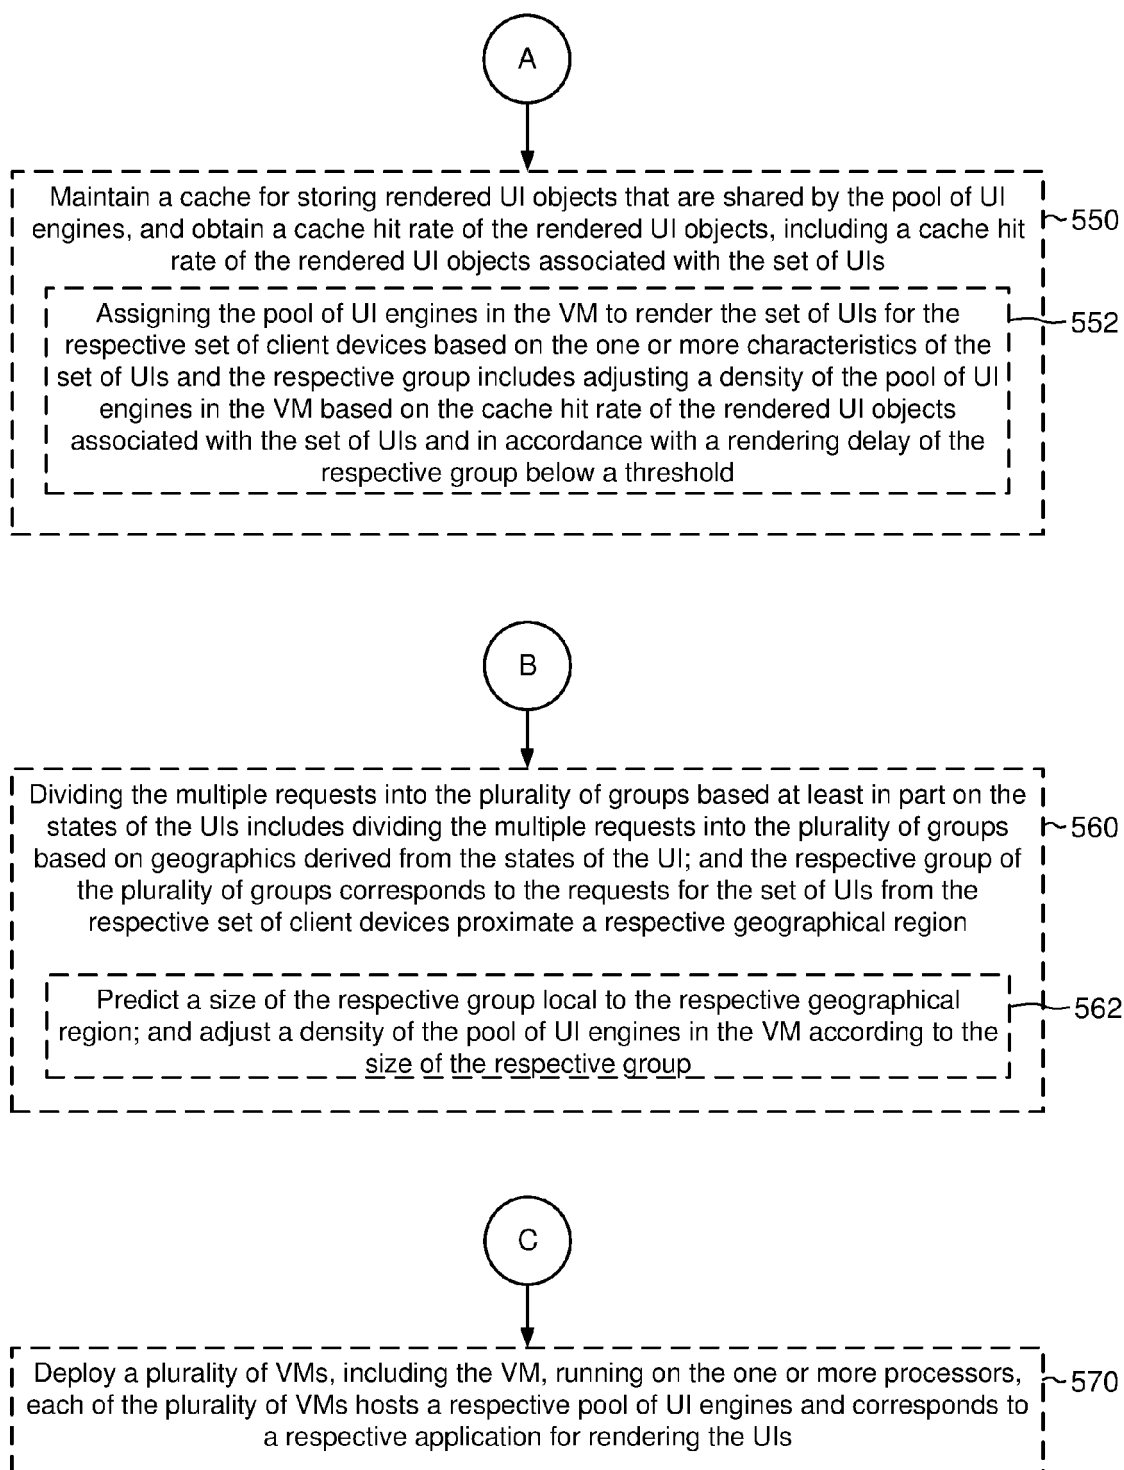 A
Maintain a cache for storing rendered UI objects that are shared by the pool of UI
engines, and obtain a cache hit rate of the rendered UI objects, including a cache hit
rate of the rendered UI objects associated with the set of UIs
550
Assigning the pool of UI engines in the VM to render the set of UIs for the
respective set of client devices based on the one or more characteristics of the
set of UIs and the respective group includes adjusting a density of the pool of UI
engines in the VM based on the cache hit rate of the rendered UI objects
associated with the set of UIs and in accordance with a rendering delay of the
respective group below a threshold
552
B
Dividing the multiple requests into the plurality of groups based at least in part on the
states of the UIs includes dividing the multiple requests into the plurality of groups
based on geographics derived from the states of the UI; and the respective group of
the plurality of groups corresponds to the requests for the set of UIs from the
respective set of client devices proximate a respective geographical region
560
Predict a size of the respective group local to the respective geographical
region; and adjust a density of the pool of UI engines in the VM according to the
size of the respective group
562
C
Deploy a plurality of VMs, including the VM, running on the one or more processors,
each of the plurality of VMs hosts a respective pool of UI engines and corresponds to
a respective application for rendering the UIs
570